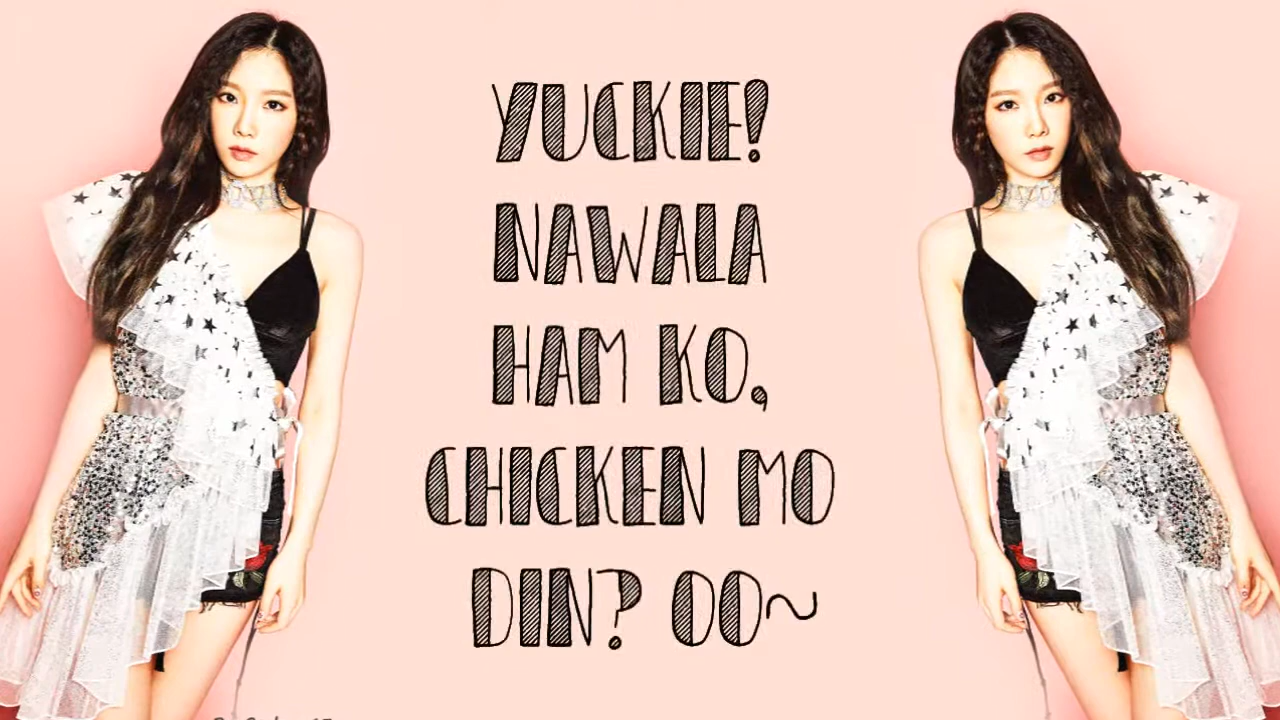 YUCKIE!
NAWALA
HAM KO,
CHICKEN MO
DIN? OO~